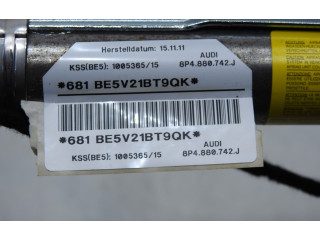 Herstelldatum: 15.11.11
AUDI
KSS(BE5): 1005365/15 8P4.880.742.J
*681 BE5V21BT9QK*
*681 BE5V21BT9QK*
AUDI
KSS(BE5): 1005365/15 8P4.880.742.J